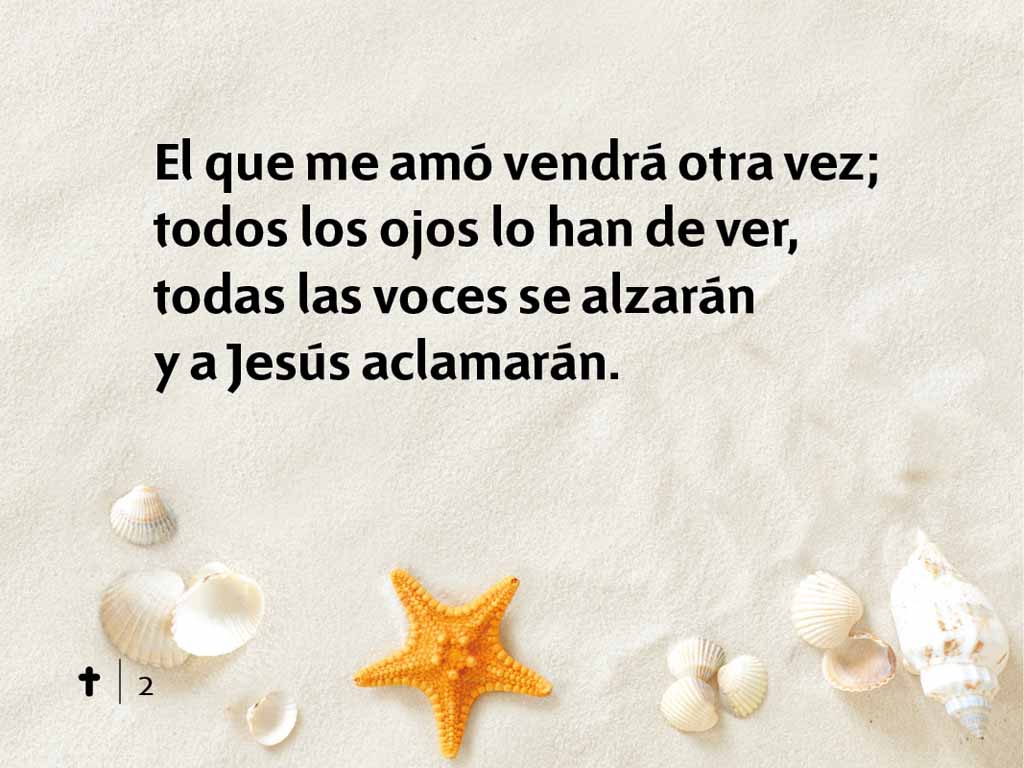 El que me amó vendrá otra vez;
todos los ojos lo han de ver,
todas las voces se alzarán
y a Jesús aclamarán.
2